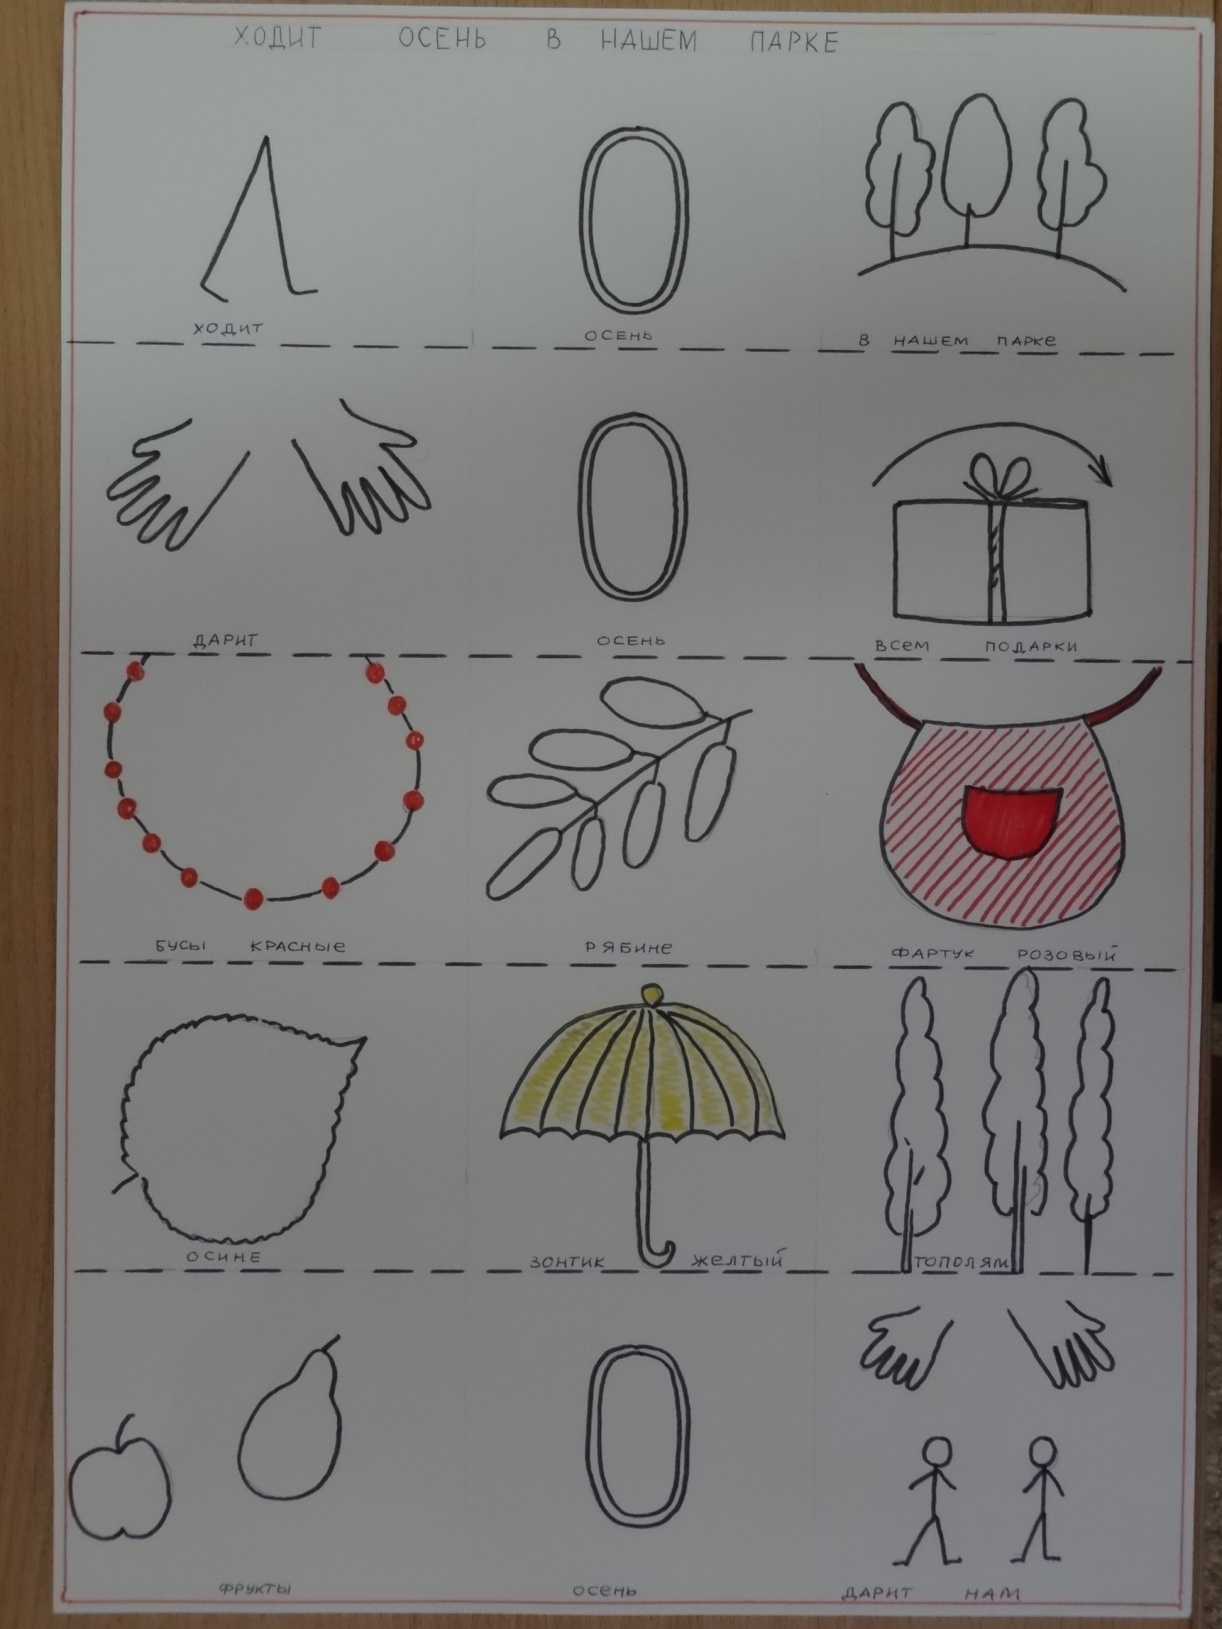 ХОДИТ ОСЕНЬ В НАШЕМ ПАРКЕ
ХОДИТ ОСЕНЬ В НАШЕМ ПАРКЕ
ДАРИТ ОСЕНЬ ВСЕМ ПОДАРКИ
БУСЫ КРАСНЫЕ РЯБИНЕ ФАРТУК РОЗОВЫЙ
ОСИНЕ ЗОНТИК ЖЕЛТЫЙ ТОПОЛЯМ
ФРУКТЫ ОСЕНЬ ДАРИТ НАМ